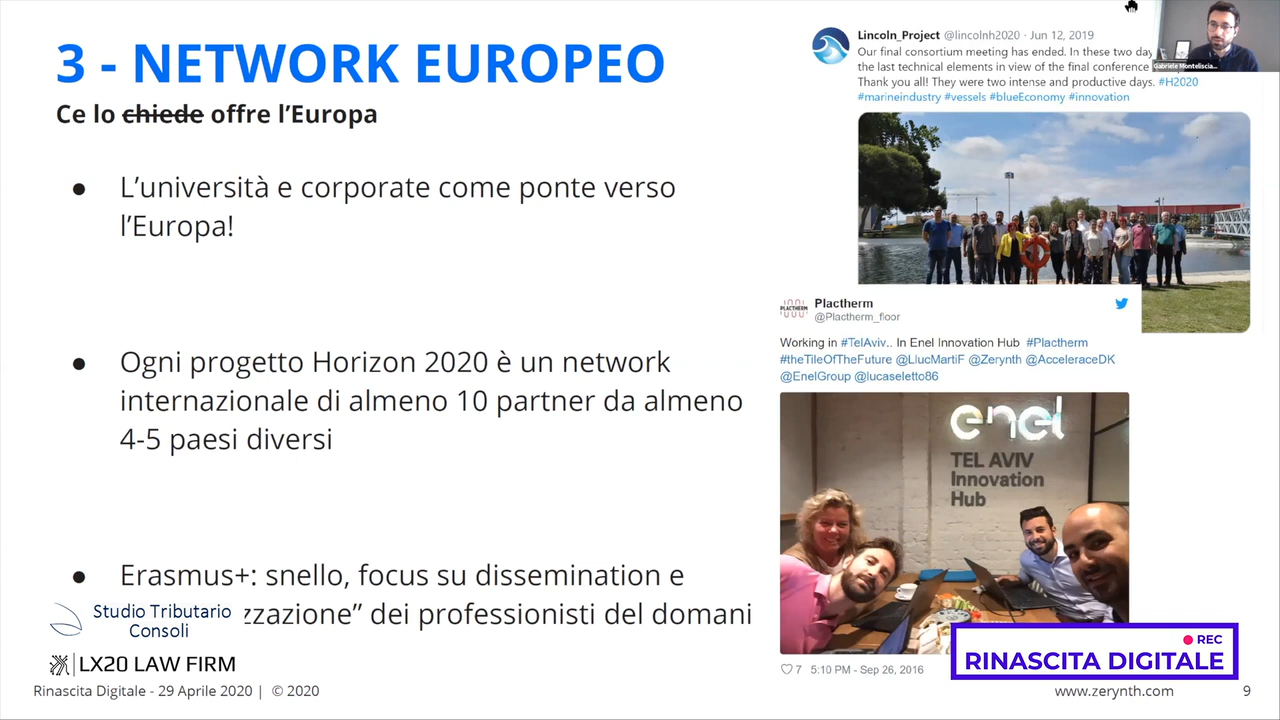 3 - NETWORK EUROPEO
Ce lo chiede offre l'Europa
● L'università e corporate come ponte verso
l'Europa!
● Ogni progetto Horizon 2020 è un network
internazionale di almeno 10 partner da almeno
4-5 paesi diversi
● Erasmus+: snello, focus su dissemination e
zzazione” dei professionisti del domani
Studio Tributario
Consoli
LX20 LAW FIRM
Rinascita Digitale - 29 Aprile 2020 | © 2020
Lincoln_Project @lincolnh2020 · Jun 12, 2019
Our final consortium meeting has ended. In these two day
the last technical elements in view of the final conference
Thank you all! They were two intense and productive days. #H2020
#marineindustry #vessels #blueEconomy #innovation
Gabriele Monteliscia...
PLACTHERM
Plactherm
@Plactherm_floor
Working in #TelAviv.. In Enel Innovation Hub #Plactherm
#theTileOfTheFuture @LlucMartiF @Zerynth @AcceleraceDK
@EnelGroup @lucaseletto86
enel
TEL AVIV
Innovation
Hub
7 5:10 PM - Sep 26, 2016
REC
RINASCITA DIGITALE
www.zerynth.com
9